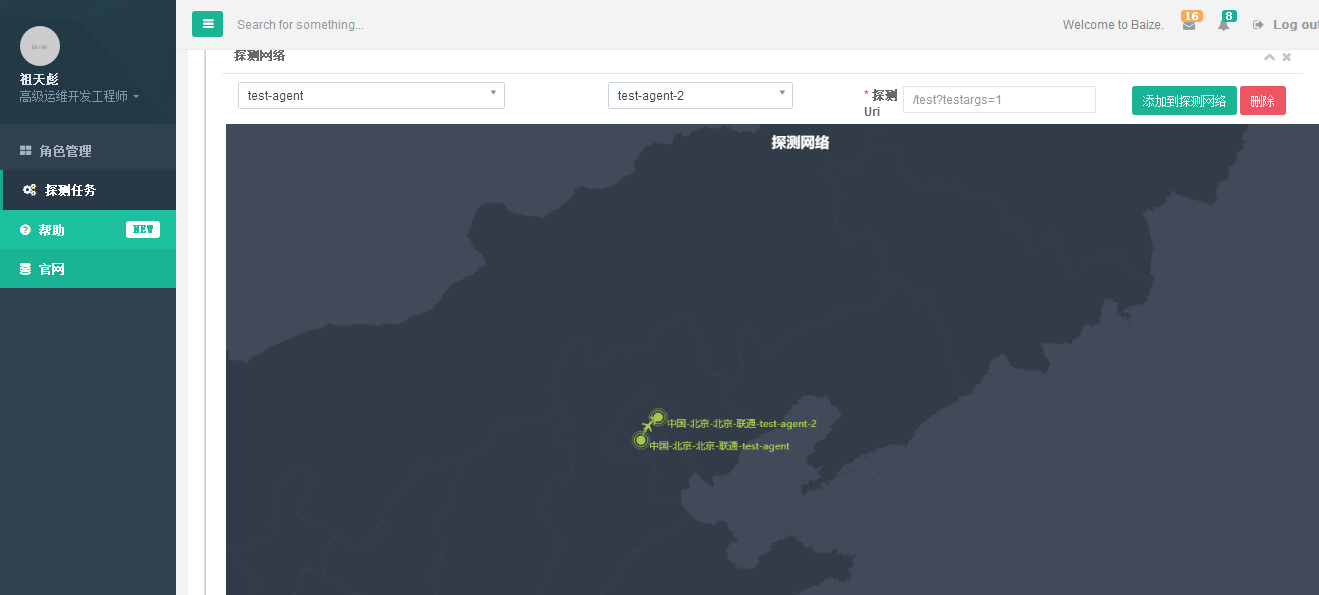 Search for something...
Welcome to Baize.
16
8
Log out
祖天彪
高级运维开发工程师
角色管理
探测任务
帮助
NEW
官网
探测网络
test-agent
test-agent-2
* 探测
Uri
/test?testargs=1
添加到探测网络
删除
探测网络
中国-北京-北京-联通-test-agent-2
中国-北京-北京-联通-test-agent